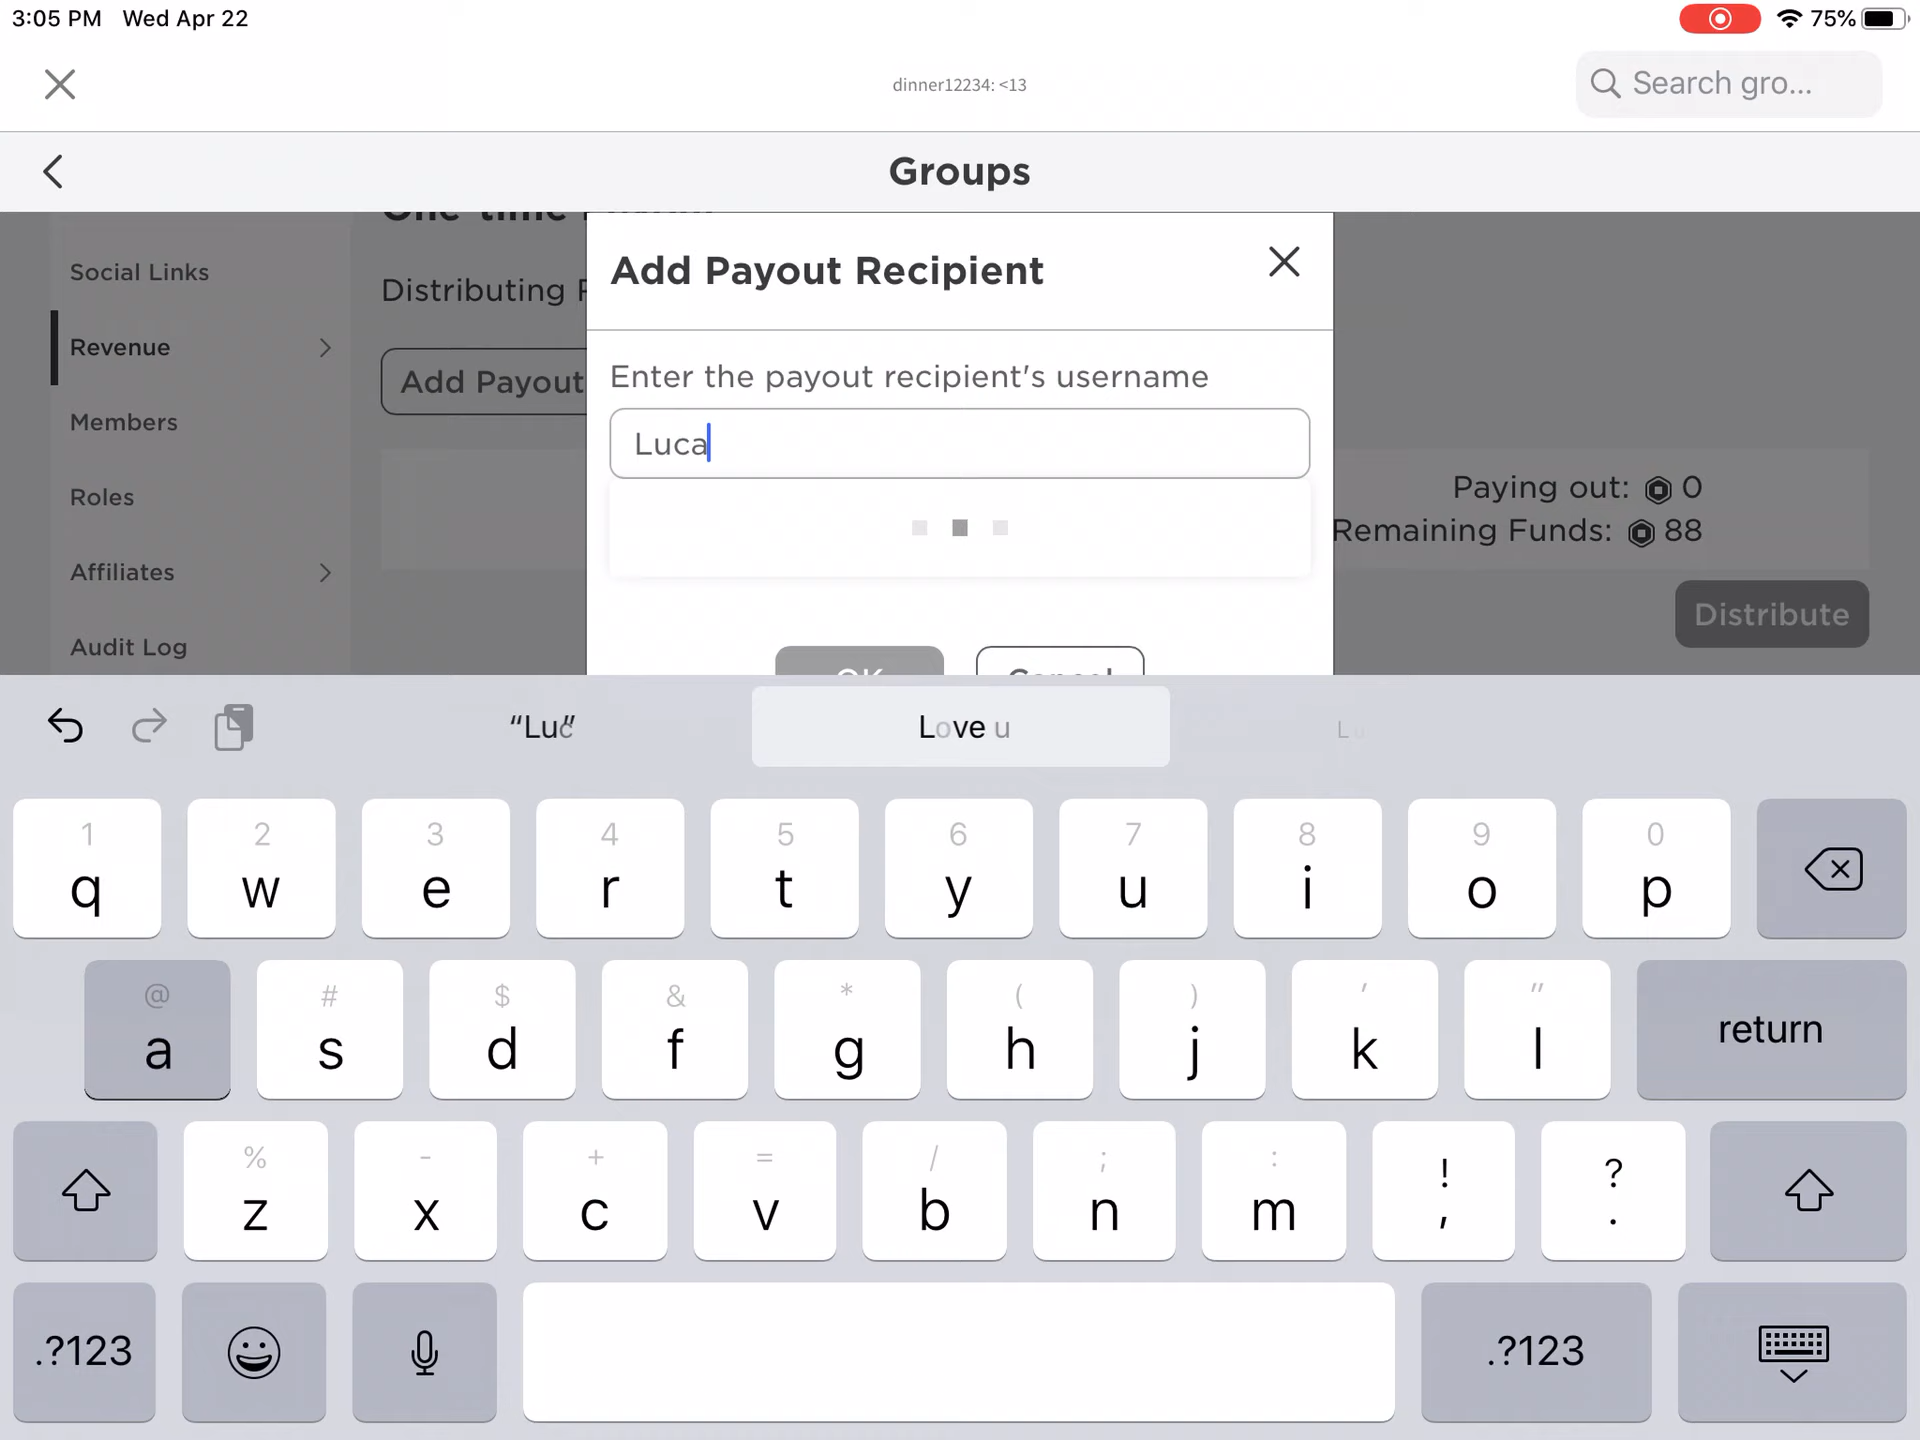 3:05 PM Wed Apr 22
75%
dinner12234: <13
Search gro...
Groups
Social Links
Revenue
Members
Roles
Affiliates
Audit Log
Distributing
Add Payout
Add Payout Recipient
Enter the payout recipient's username
Luca
Paying out: 0
Remaining Funds: 88
Distribute
OK
Cancel
“Luc”
Love u
1 2 3 4 5 6 7 8 9 0
q w e r t y u i o p
@ # $ & * ( ) ' "
a s d f g h j k l return
% - + = / ; : ! ?
z x c v b n m , .
.?123 .?123